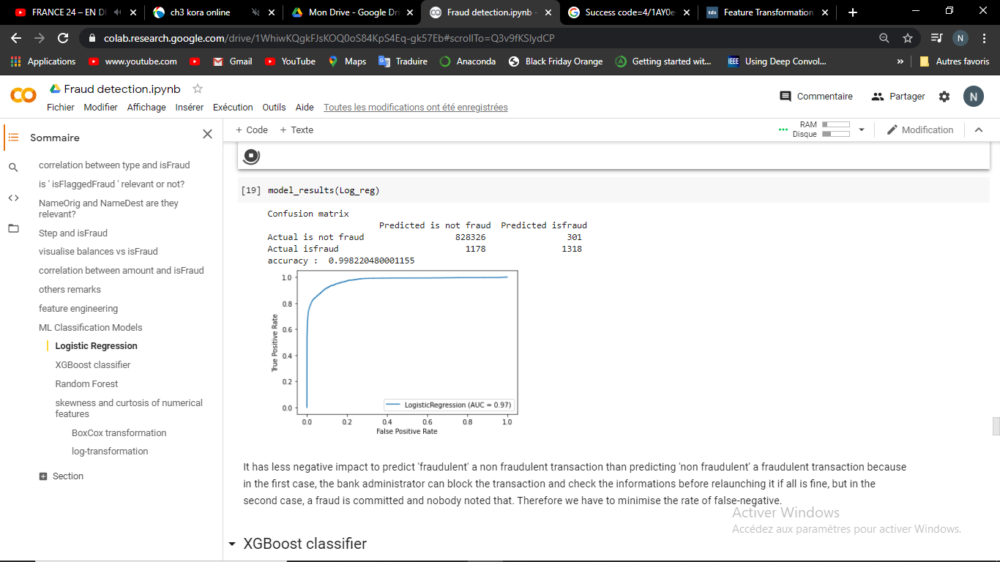 FRANCE 24 – EN D
ch3 kora online
Mon Drive - Google Dri
Fraud detection.ipynb -
Success code=4/1AY0e
tds Feature Transformation
colab.research.google.com/drive/1WhiwKQgkFJsKOQ0oS84KpS4Eq-gk57Eb#scrollTo=Q3v9fKSlydCP
N
Applications
www.youtube.com
Gmail
YouTube
Maps
Traduire
Anaconda
Black Friday Orange
Getting started wit...
IEEE Using Deep Convol...
»
Autres favoris
CO
Fraud detection.ipynb
Fichier Modifier Affichage Insérer Exécution Outils Aide Toutes les modifications ont été enregistrées
Commentaire
Partager
N
Sommaire
+ Code + Texte
RAM
Disque
Modification
correlation between type and isFraud
is ' isFlaggedFraud ' relevant or not?
NameOrig and NameDest are they
relevant?
Step and isFraud
visualise balances vs isFraud
correlation between amount and isFraud
others remarks
feature engineering
ML Classification Models
Logistic Regression
XGBoost classifier
Random Forest
skewness and curtosis of numerical
features
BoxCox transformation
log-transformation
Section
[19] model_results(Log_reg)
Confusion matrix
Predicted is not fraud Predicted isfraud
Actual is not fraud 828326 301
Actual isfraud 1178 1318
accuracy : 0.998220480001155
1.0
0.8
0.6
0.4
0.2
0.0
True Positive Rate
LogisticRegression (AUC = 0.97)
0.0 0.2 0.4 0.6 0.8 1.0
False Positive Rate
It has less negative impact to predict 'fraudulent' a non fraudulent transaction than predicting 'non fraudulent' a fraudulent transaction because
in the first case, the bank administrator can block the transaction and check the informations before relaunching it if all is fine, but in the
second case, a fraud is committed and nobody noted that. Therefore we have to minimise the rate of false-negative.
Activer Windows
Accédez aux paramètres pour activer Windows.
XGBoost classifier